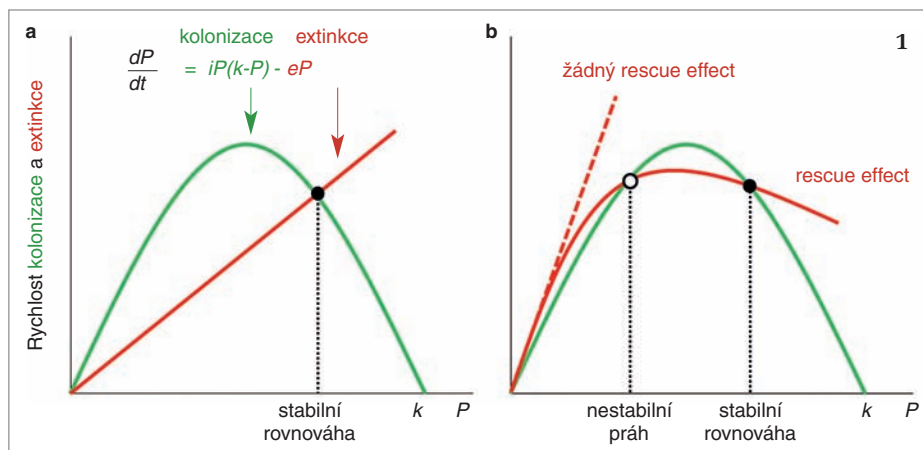 a
kolonizace extinkce
dP
dt
= iP(k-P) - eP
Rychlost kolonizace a extinkce
stabilní
rovnováha
k P
b
1
žádný rescue effect
rescue effect
nestabilní
práh
stabilní
rovnováha
k P